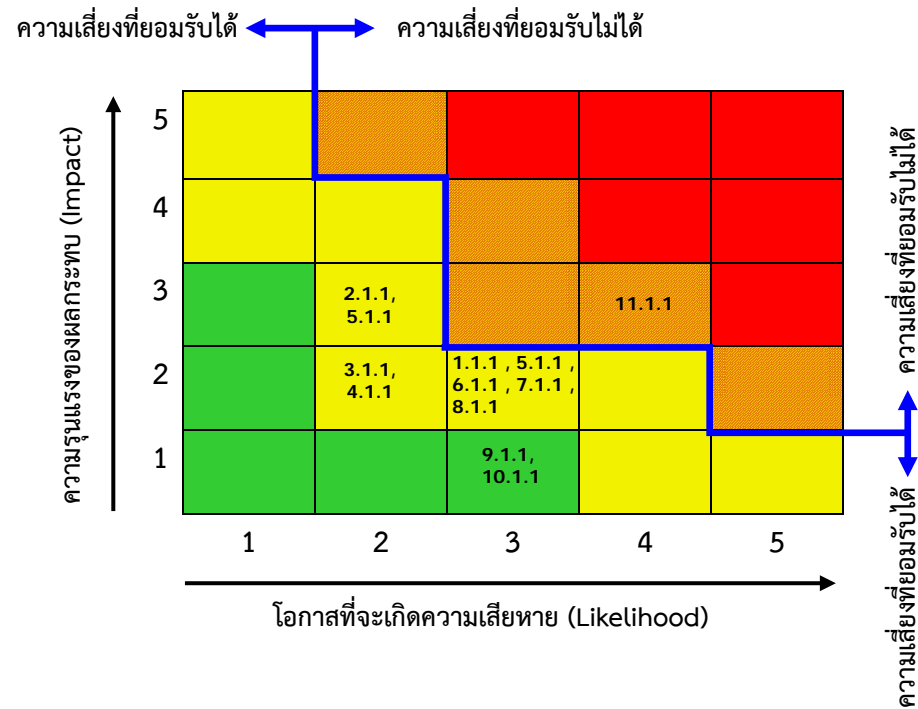 ความเสี่ยงที่ยอมรับได้
ความเสี่ยงที่ยอมรับไม่ได้
ความรุนแรงของผลกระทบ (Impact)
5
4
3
2.1.1,
5.1.1
11.1.1
2
3.1.1,
4.1.1
1.1.1 , 5.1.1 ,
6.1.1 , 7.1.1 ,
8.1.1
1
9.1.1,
10.1.1
1 2 3 4 5
โอกาสที่จะเกิดความเสียหาย (Likelihood)
ความเสี่ยงที่ยอมรับไม่ได้
ความเสี่ยงที่ยอมรับได้